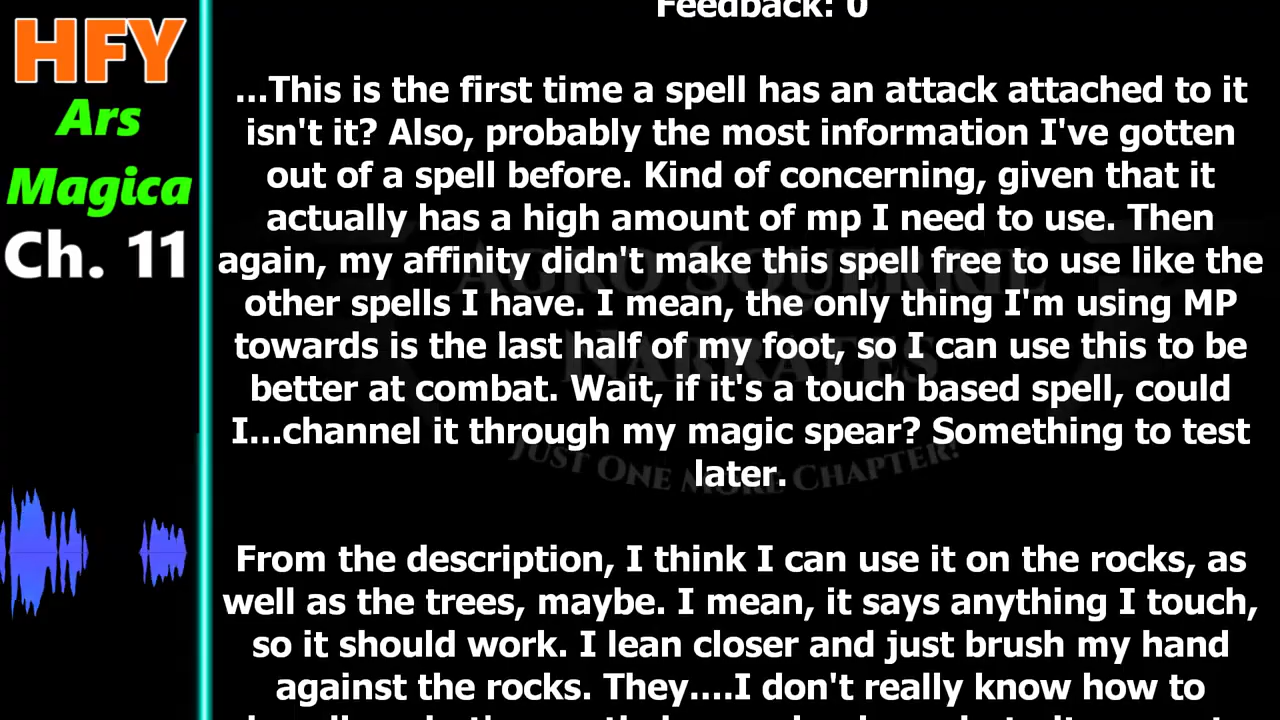 HFY
Ars
Magica
Ch. 11
Feedback: 0
...This is the first time a spell has an attack attached to it
isn't it? Also, probably the most information I've gotten
out of a spell before. Kind of concerning, given that it
actually has a high amount of mp I need to use. Then
again, my affinity didn't make this spell free to use like the
other spells I have. I mean, the only thing I'm using MP
towards is the last half of my foot, so I can use this to be
better at combat. Wait, if it's a touch based spell, could
I...channel it through my magic spear? Something to test
later.
From the description, I think I can use it on the rocks, as
well as the trees, maybe. I mean, it says anything I touch,
so it should work. I lean closer and just brush my hand
against the rocks. They....I don't really know how to
Agro Squerril
Narrates
Just One More Chapter!